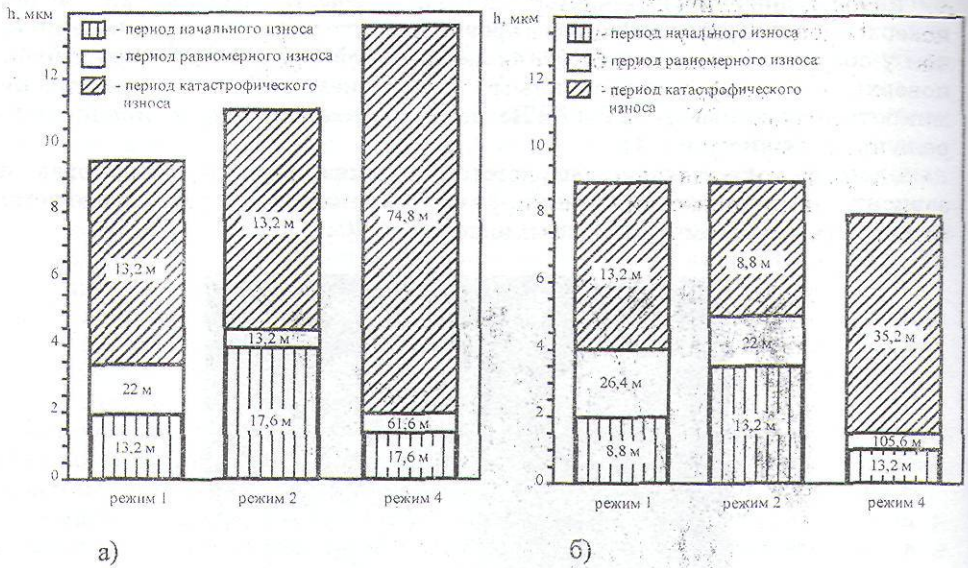 h, мкм
- период начального износа
- период равномерного износа
- период катастрофического
износа
12
10
8
6
4
2
0
13,2 м
22 м
13,2 м
13,2 м
13,2 м
17,6 м
74,8 м
61,6 м
17,6 м
режим 1
режим 2
режим 4
а)
h, мкм
- период начального износа
- период равномерного износа
- период катастрофического
износа
12
10
8
6
4
2
0
13,2 м
26,4 м
8,8 м
8,8 м
22 м
13,2 м
35,2 м
105,6 м
13,2 м
режим 1
режим 2
режим 4
б)